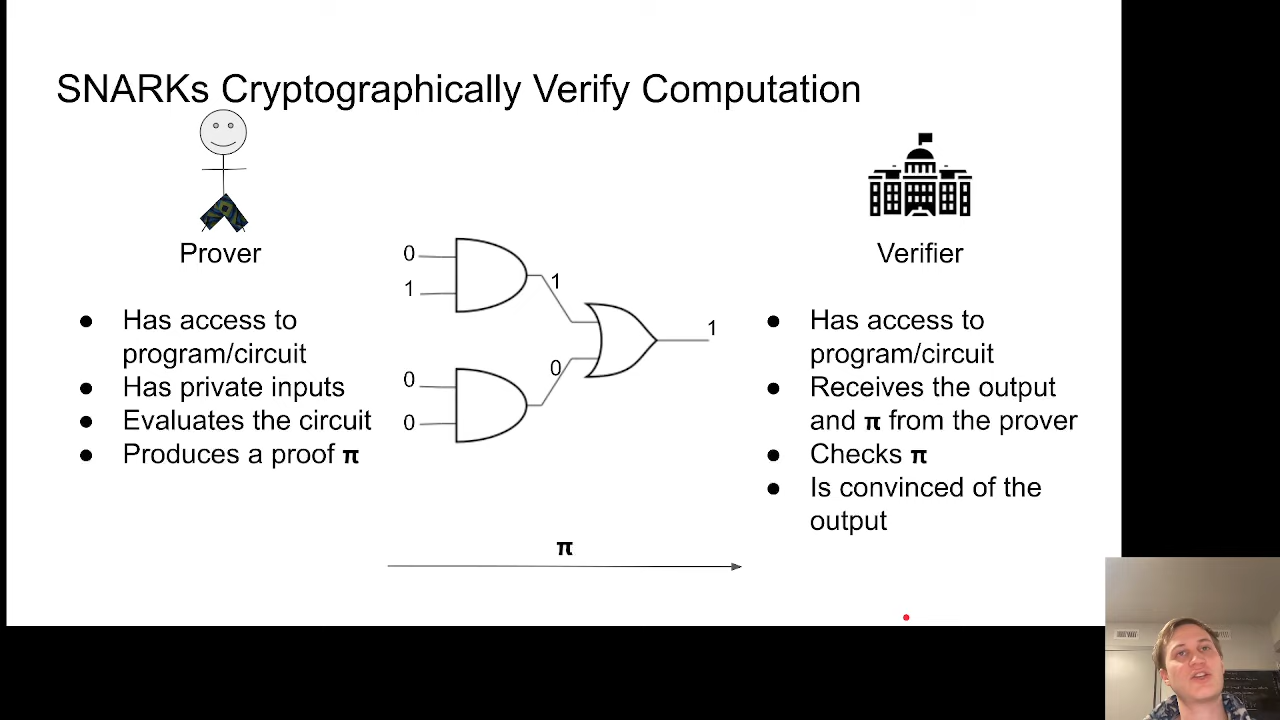 SNARKs Cryptographically Verify Computation
Prover
● Has access to
program/circuit
● Has private inputs
● Evaluates the circuit
● Produces a proof π
0
1
1
0
0
0
1
π
Verifier
● Has access to
program/circuit
● Receives the output
and π from the prover
● Checks π
● Is convinced of the
output